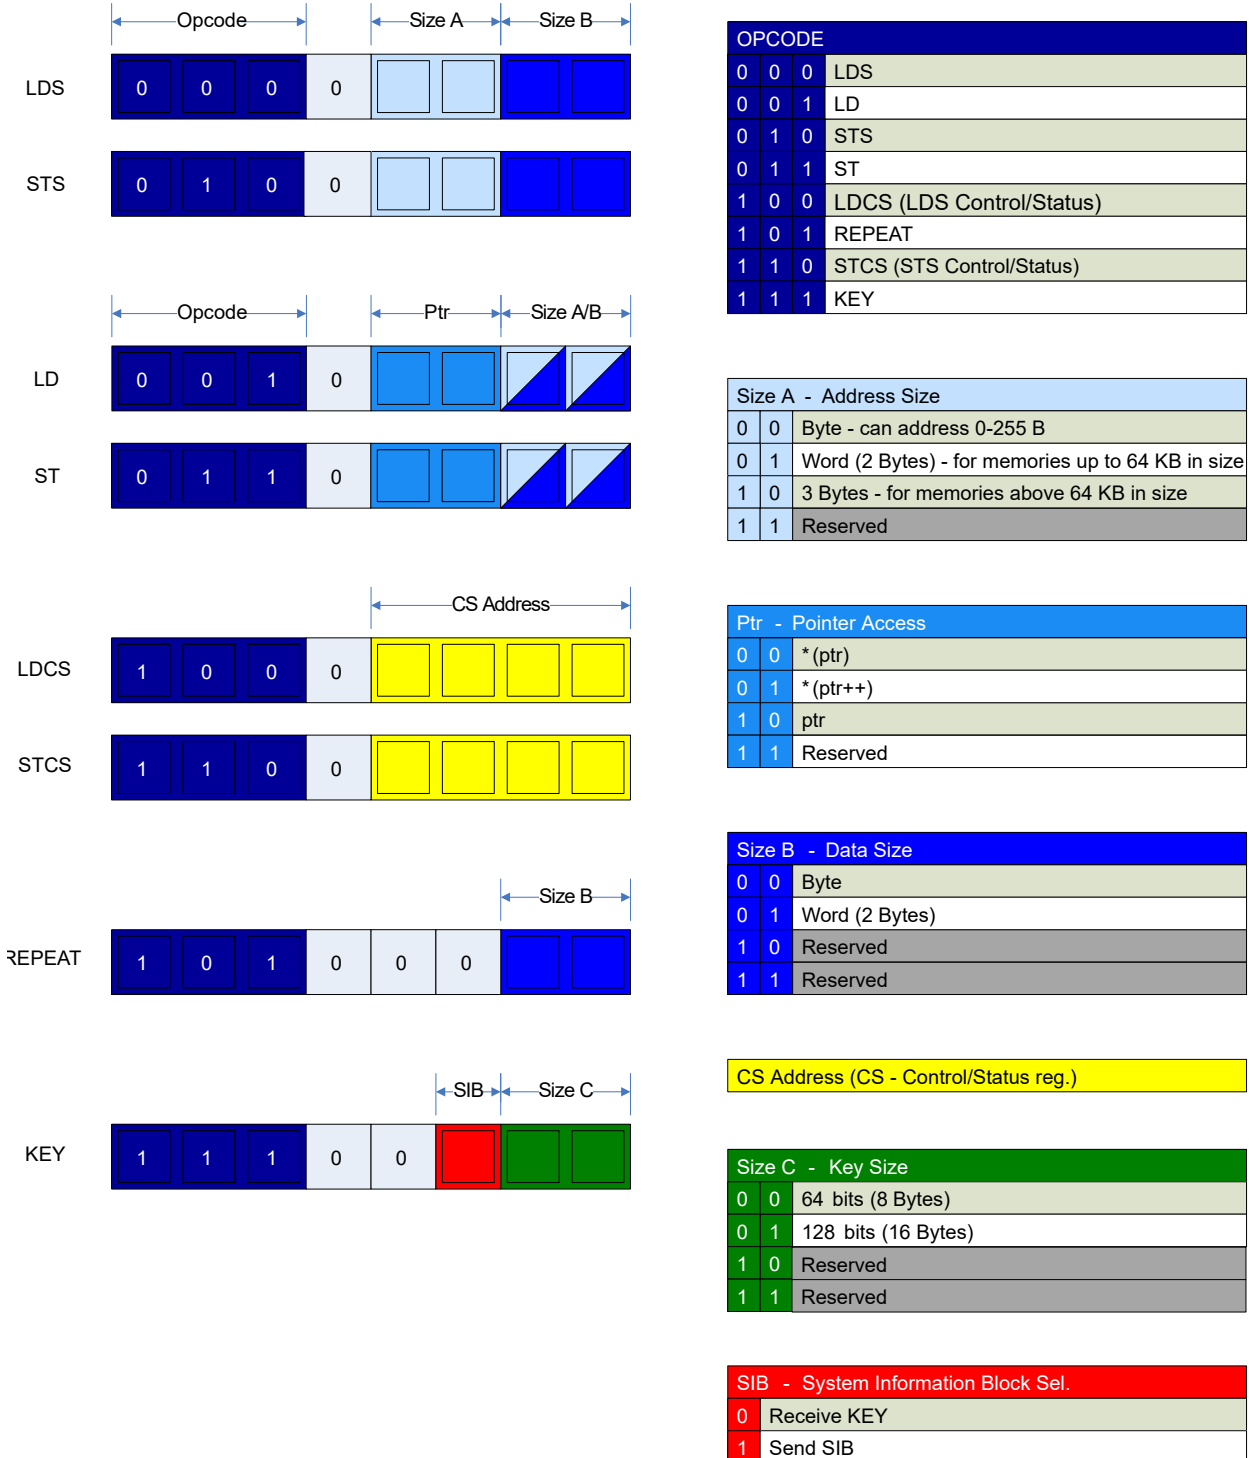 Opcode Size A Size B
LDS 0 0 0 0
STS 0 1 0 0
Opcode Ptr Size A/B
LD 0 0 1 0
ST 0 1 1 0
CS Address
LDCS 1 0 0 0
STCS 1 1 0 0
Size B
REPEAT 1 0 1 0 0 0
SIB Size C
KEY 1 1 1 0 0
OPCODE
0 0 0 LDS
0 0 1 LD
0 1 0 STS
0 1 1 ST
1 0 0 LDCS (LDS Control/Status)
1 0 1 REPEAT
1 1 0 STCS (STS Control/Status)
1 1 1 KEY
Size A - Address Size
0 0 Byte - can address 0-255 B
0 1 Word (2 Bytes) - for memories up to 64 KB in size
1 0 3 Bytes - for memories above 64 KB in size
1 1 Reserved
Ptr - Pointer Access
0 0 *(ptr)
0 1 *(ptr++)
1 0 ptr
1 1 Reserved
Size B - Data Size
0 0 Byte
0 1 Word (2 Bytes)
1 0 Reserved
1 1 Reserved
CS Address (CS - Control/Status reg.)
Size C - Key Size
0 0 64 bits (8 Bytes)
0 1 128 bits (16 Bytes)
1 0 Reserved
1 1 Reserved
SIB - System Information Block Sel.
0 Receive KEY
1 Send SIB